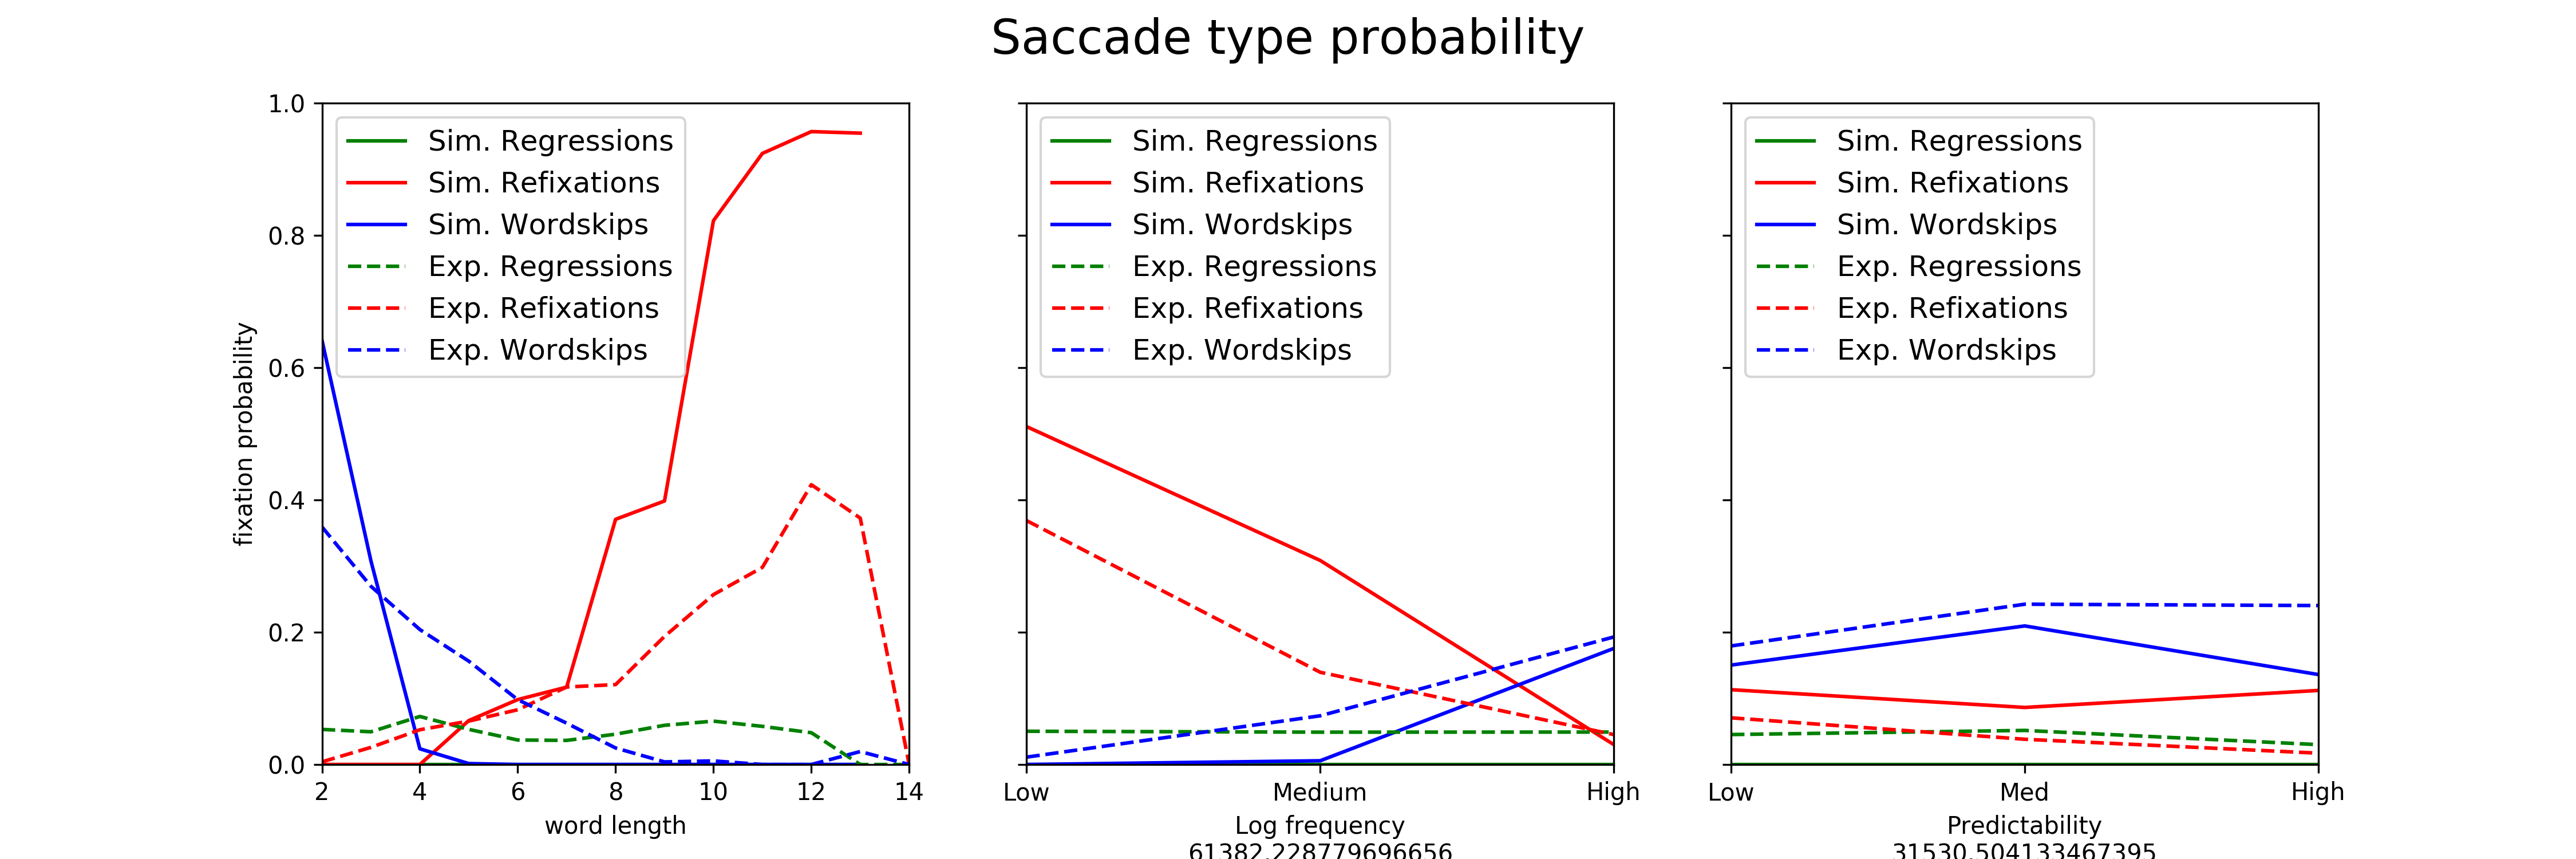 Saccade type probability
fixation probability
1.0
0.8
0.6
0.4
0.2
0.0
Sim. Regressions
Sim. Refixations
Sim. Wordskips
Exp. Regressions
Exp. Refixations
Exp. Wordskips
2 4 6 8 10 12 14
word length
Sim. Regressions
Sim. Refixations
Sim. Wordskips
Exp. Regressions
Exp. Refixations
Exp. Wordskips
Low Medium High
Log frequency
61382.228779696656
Sim. Regressions
Sim. Refixations
Sim. Wordskips
Exp. Regressions
Exp. Refixations
Exp. Wordskips
Low Med High
Predictability
31530.504133467395